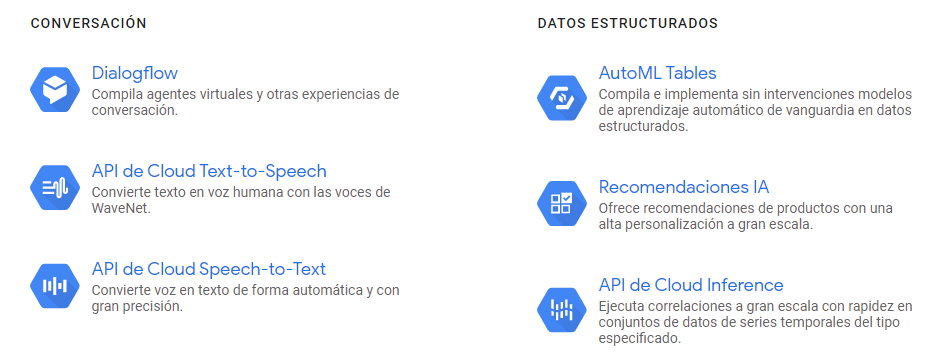 CONVERSACIÓN
Dialogflow
Compila agentes virtuales y otras experiencias de
conversación.
API de Cloud Text-to-Speech
Convierte texto en voz humana con las voces de
WaveNet.
API de Cloud Speech-to-Text
Convierte voz en texto de forma automática y con
gran precisión.
DATOS ESTRUCTURADOS
AutoML Tables
Compila e implementa sin intervenciones modelos
de aprendizaje automático de vanguardia en datos
estructurados.
Recomendaciones IA
Ofrece recomendaciones de productos con una
alta personalización a gran escala.
API de Cloud Inference
Ejecuta correlaciones a gran escala con rapidez en
conjuntos de datos de series temporales del tipo
especificado.